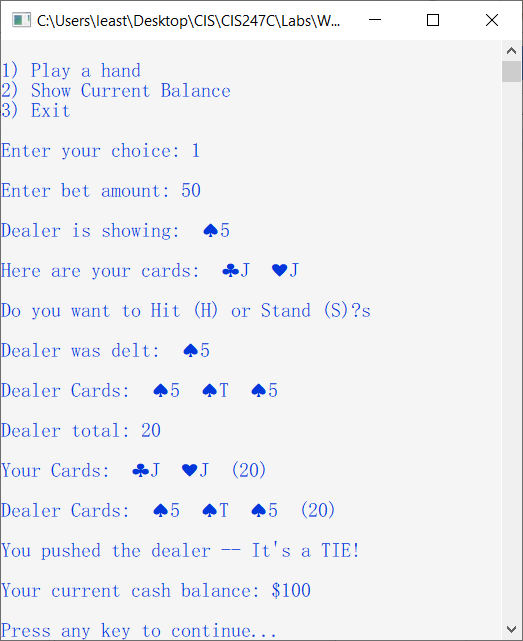 C:\Users\least\Desktop\CIS\CIS247C\Labs\W...
1) Play a hand
2) Show Current Balance
3) Exit
Enter your choice: 1
Enter bet amount: 50
Dealer is showing:  ♠5
Here are your cards:  ♣J  ♥J
Do you want to Hit (H) or Stand (S)?s
Dealer was delt:  ♠5
Dealer Cards:  ♠5  ♠T  ♠5
Dealer total: 20
Your Cards:  ♣J  ♥J  (20)
Dealer Cards:  ♠5  ♠T  ♠5  (20)
You pushed the dealer -- It's a TIE!
Your current cash balance: $100
Press any key to continue...